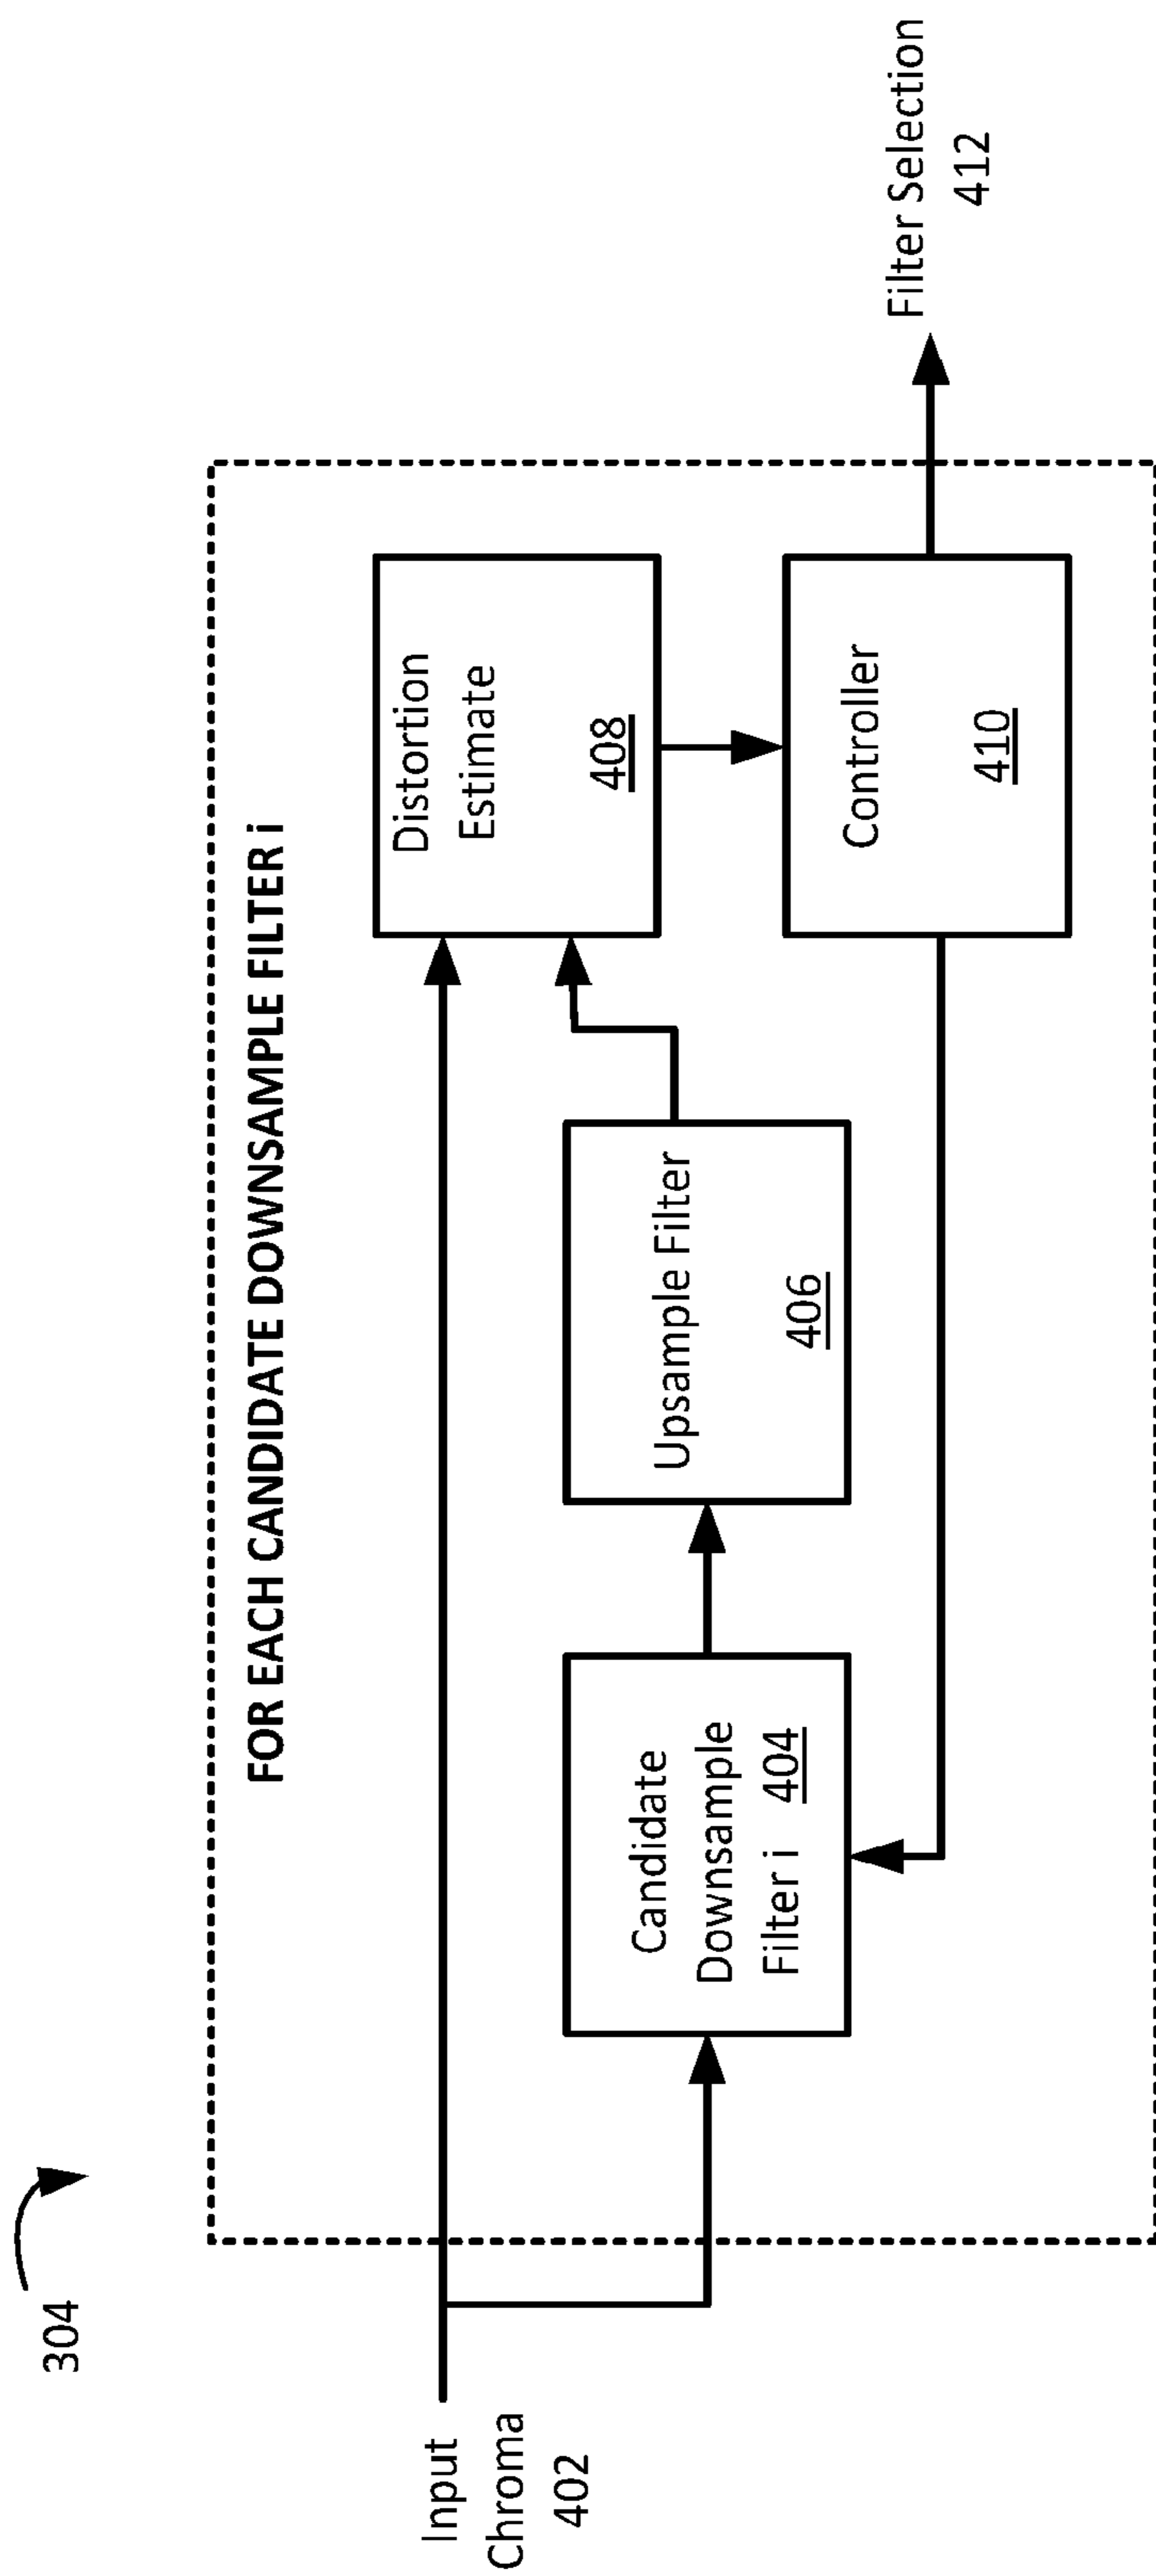 304
FOR EACH CANDIDATE DOWNSAMPLE FILTER i
Input
Chroma
402
Candidate
Downsample
Filter i 404
Upsample Filter
406
Distortion
Estimate
408
Controller
410
Filter Selection
412